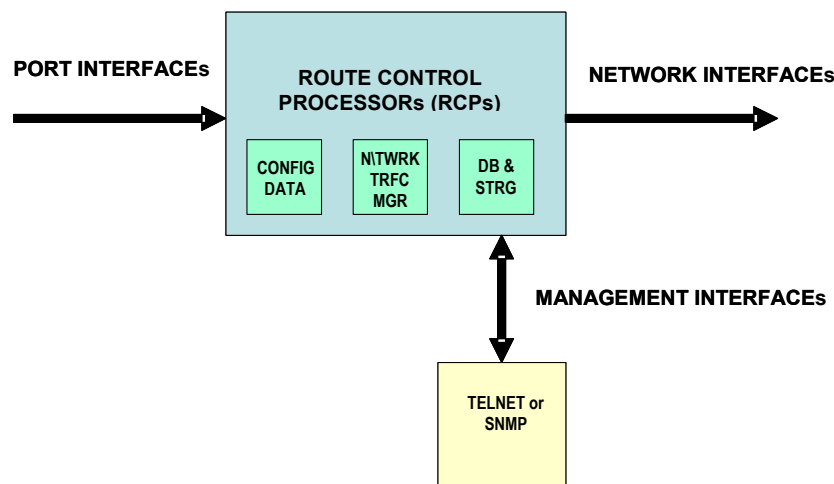 PORT INTERFACEs
ROUTE CONTROL
PROCESSORs (RCPs)
NETWORK INTERFACEs
CONFIG
DATA
N\TWRK
TRFC
MGR
DB &
STRG
MANAGEMENT INTERFACEs
TELNET or
SNMP